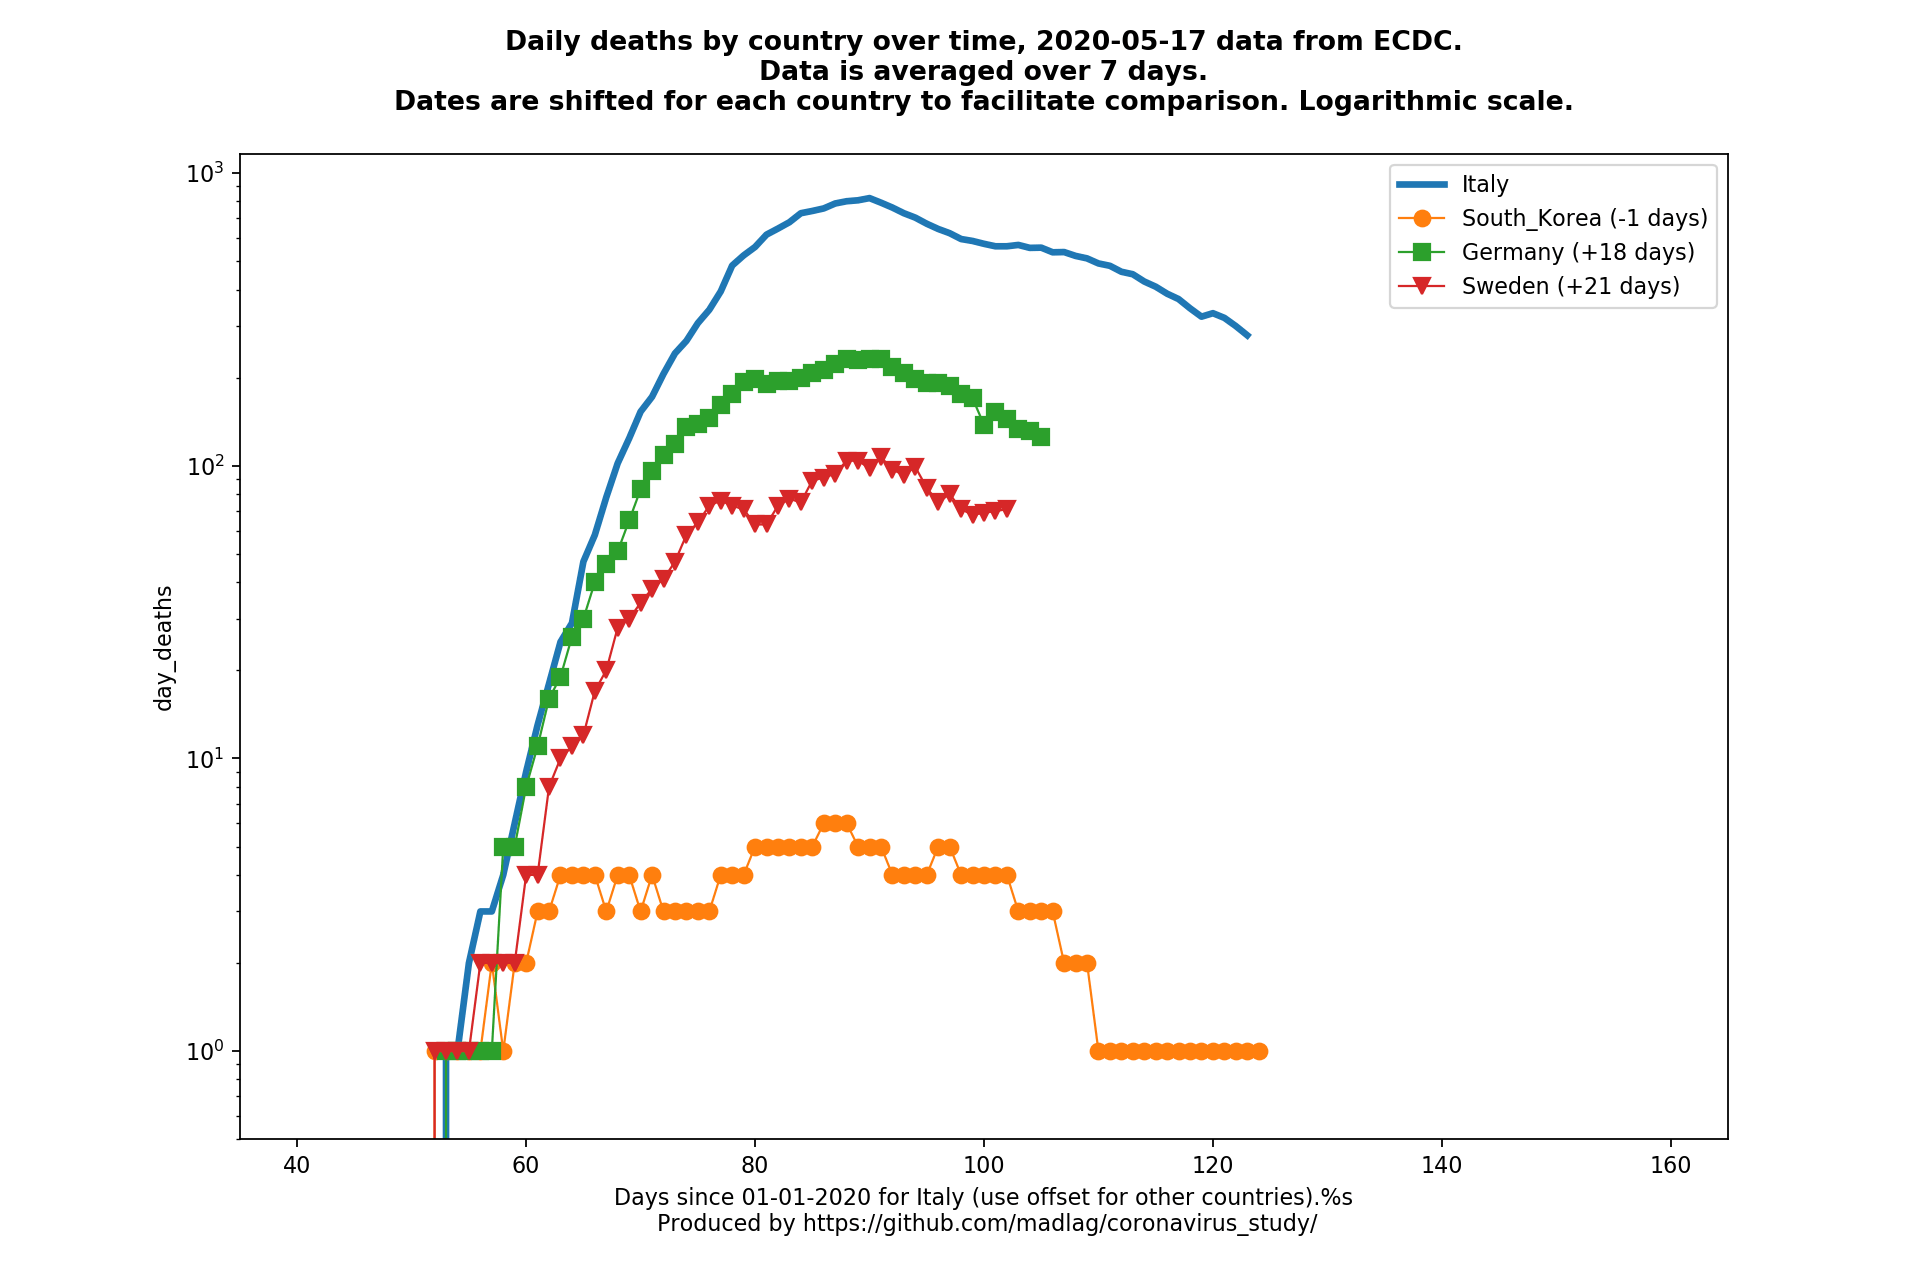 Daily deaths by country over time, 2020-05-17 data from ECDC.
Data is averaged over 7 days.
Dates are shifted for each country to facilitate comparison. Logarithmic scale.
10³
10²
10¹
10⁰
day_deaths
Italy
South_Korea (-1 days)
Germany (+18 days)
Sweden (+21 days)
40 60 80 100 120 140 160
Days since 01-01-2020 for Italy (use offset for other countries).%s
Produced by https://github.com/madlag/coronavirus_study/